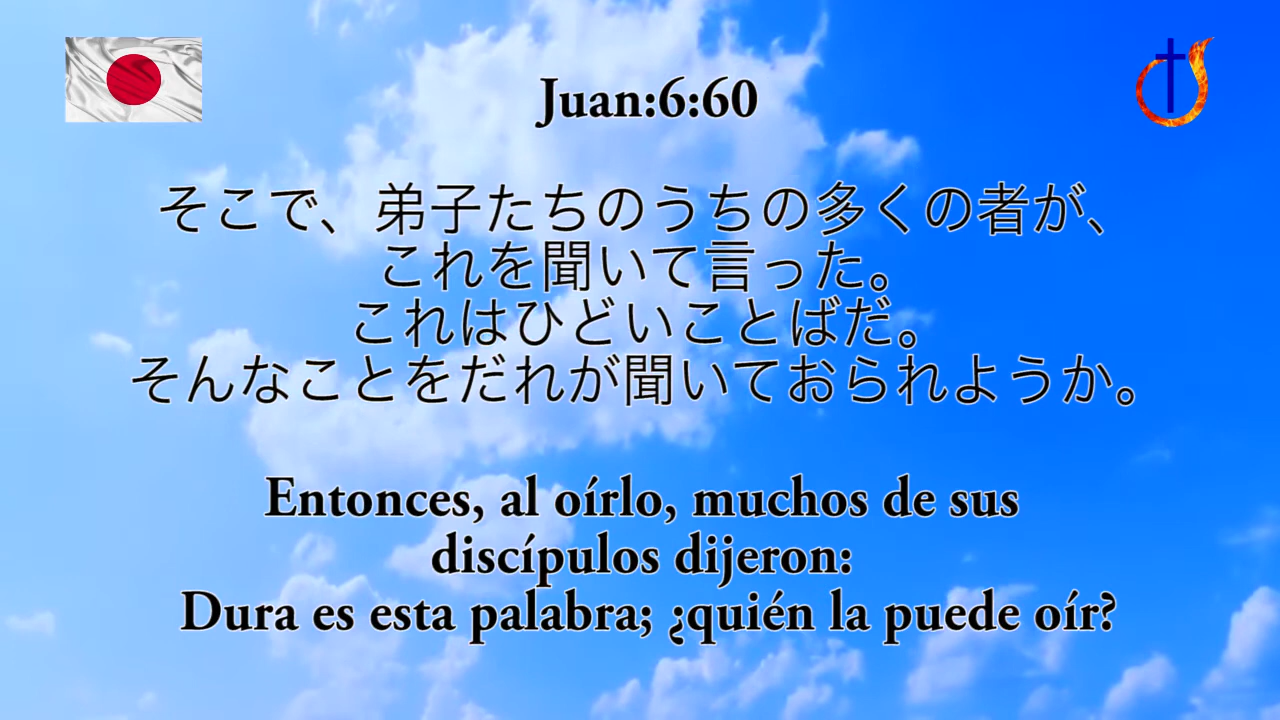 Juan:6:60
そこで、弟子たちのうちの多くの者が、
これを聞いて言った。
これはひどいことばだ。
そんなことをだれが聞いておられようか。
Entonces, al oírlo, muchos de sus
discípulos dijeron:
Dura es esta palabra; ¿quién la puede oír?